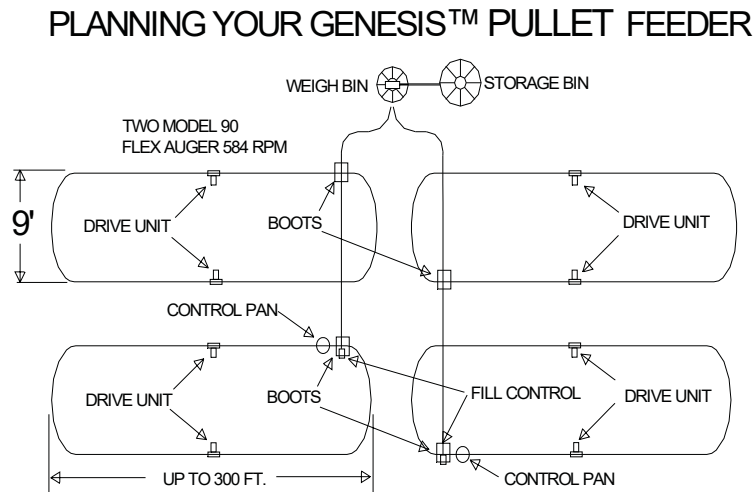 PLANNING YOUR GENESIS™ PULLET FEEDER
WEIGH BIN
STORAGE BIN
TWO MODEL 90
FLEX AUGER 584 RPM
9'
DRIVE UNIT
BOOTS
DRIVE UNIT
CONTROL PAN
DRIVE UNIT
BOOTS
FILL CONTROL
DRIVE UNIT
UP TO 300 FT.
CONTROL PAN